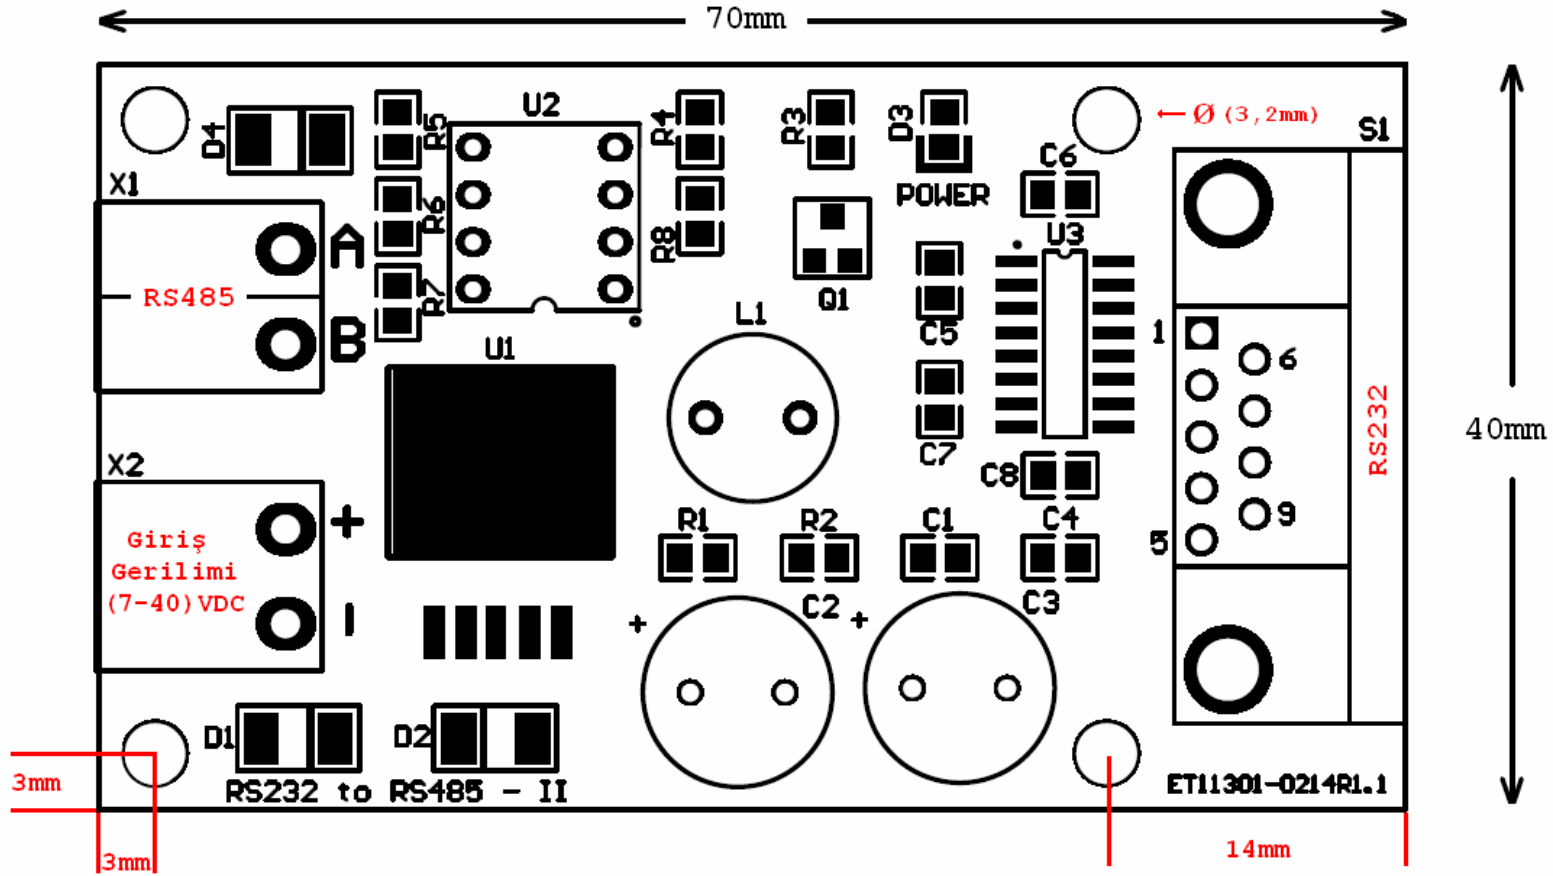 70mm
U2
R5
R4
R3
D3
D4
Ø (3,2mm)
S1
X1
C6
POWER
R6
U3
A
R8
RS485
R7
Q1
B
L1
C5
1
6
U1
RS232
40mm
C7
X2
C8
+
R1
R2
C1
C4
9
5
Giriş
Gerilimi
(7-40)VDC
-
C2
C3
+
+
D1
D2
3mm
RS232 to RS485 - II
ET11301-0214R1.1
3mm
14mm